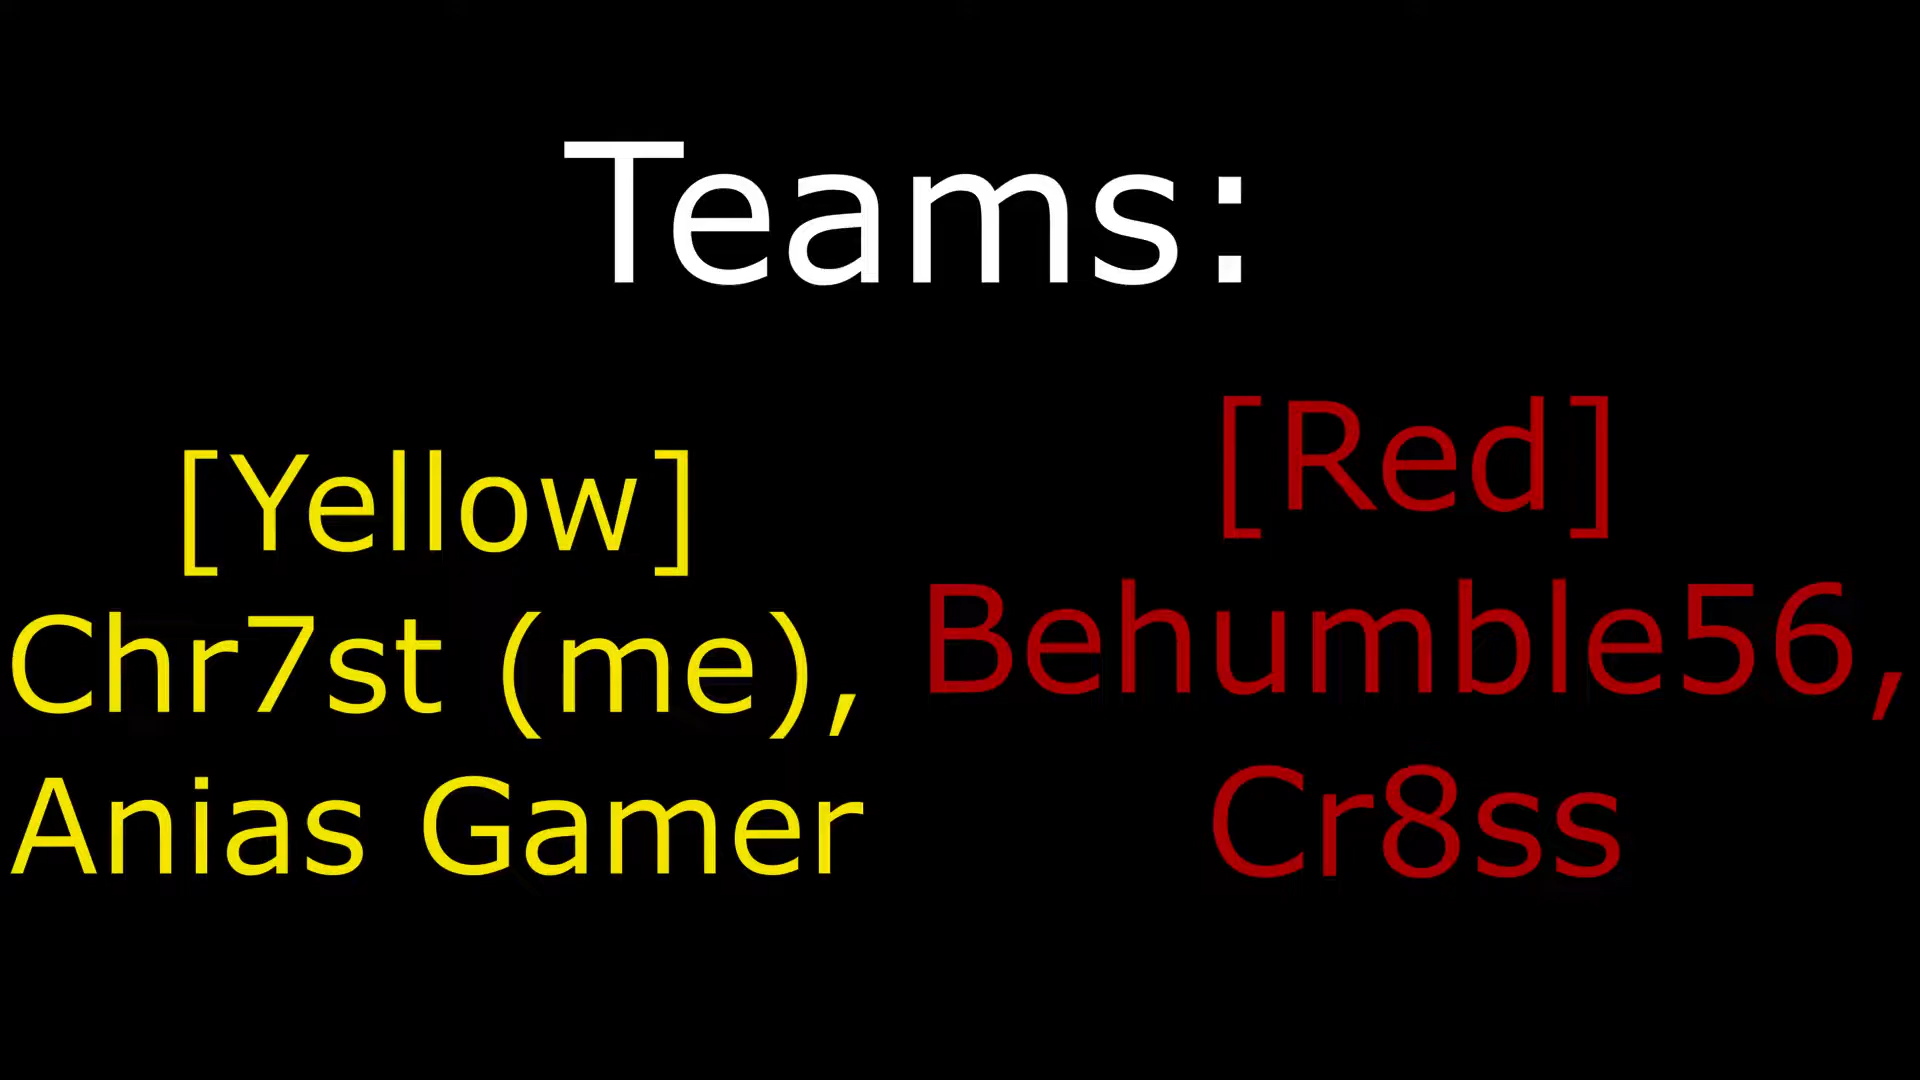 Teams:
[Yellow]
Chr7st (me),
Anias Gamer
[Red]
Behumble56,
Cr8ss